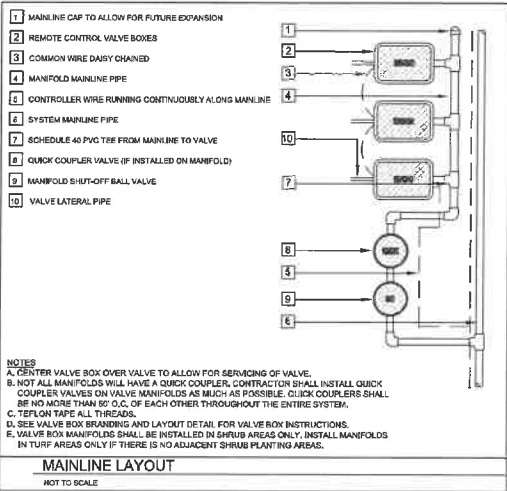 1 MAINLINE CAP TO ALLOW FOR FUTURE EXPANSION
2 REMOTE CONTROL VALVE BOXES
3 COMMON WIRE DAISY CHAINED
4 MANIFOLD MAINLINE PIPE
5 CONTROLLER WIRE RUNNING CONTINUOUSLY ALONG MAINLINE
6 SYSTEM MAINLINE PIPE
7 SCHEDULE 40 PVC TEE FROM MAINLINE TO VALVE
8 QUICK COUPLER VALVE (IF INSTALLED ON MANIFOLD)
9 MANIFOLD SHUT-OFF BALL VALVE
10 VALVE LATERAL PIPE
1
2
3
4
10
7
8
5
9
6
NOTES
A. CENTER VALVE BOX OVER VALVE TO ALLOW FOR SERVICING OF VALVE.
B. NOT ALL MANIFOLDS WILL HAVE A QUICK COUPLER. CONTRACTOR SHALL INSTALL QUICK
COUPLER VALVES ON VALVE MANIFOLDS AS MUCH AS POSSIBLE. QUICK COUPLERS SHALL
BE NO MORE THAN 50' O.C. OF EACH OTHER THROUGHOUT THE ENTIRE SYSTEM.
C. TEFLON TAPE ALL THREADS.
D. SEE VALVE BOX BRANDING AND LAYOUT DETAIL FOR VALVE BOX INSTRUCTIONS.
E. VALVE BOX MANIFOLDS SHALL BE INSTALLED IN SHRUB AREAS ONLY. INSTALL MANIFOLDS
IN TURF AREAS ONLY IF THERE IS NO ADJACENT SHRUB PLANTING AREAS.
MAINLINE LAYOUT
NOT TO SCALE